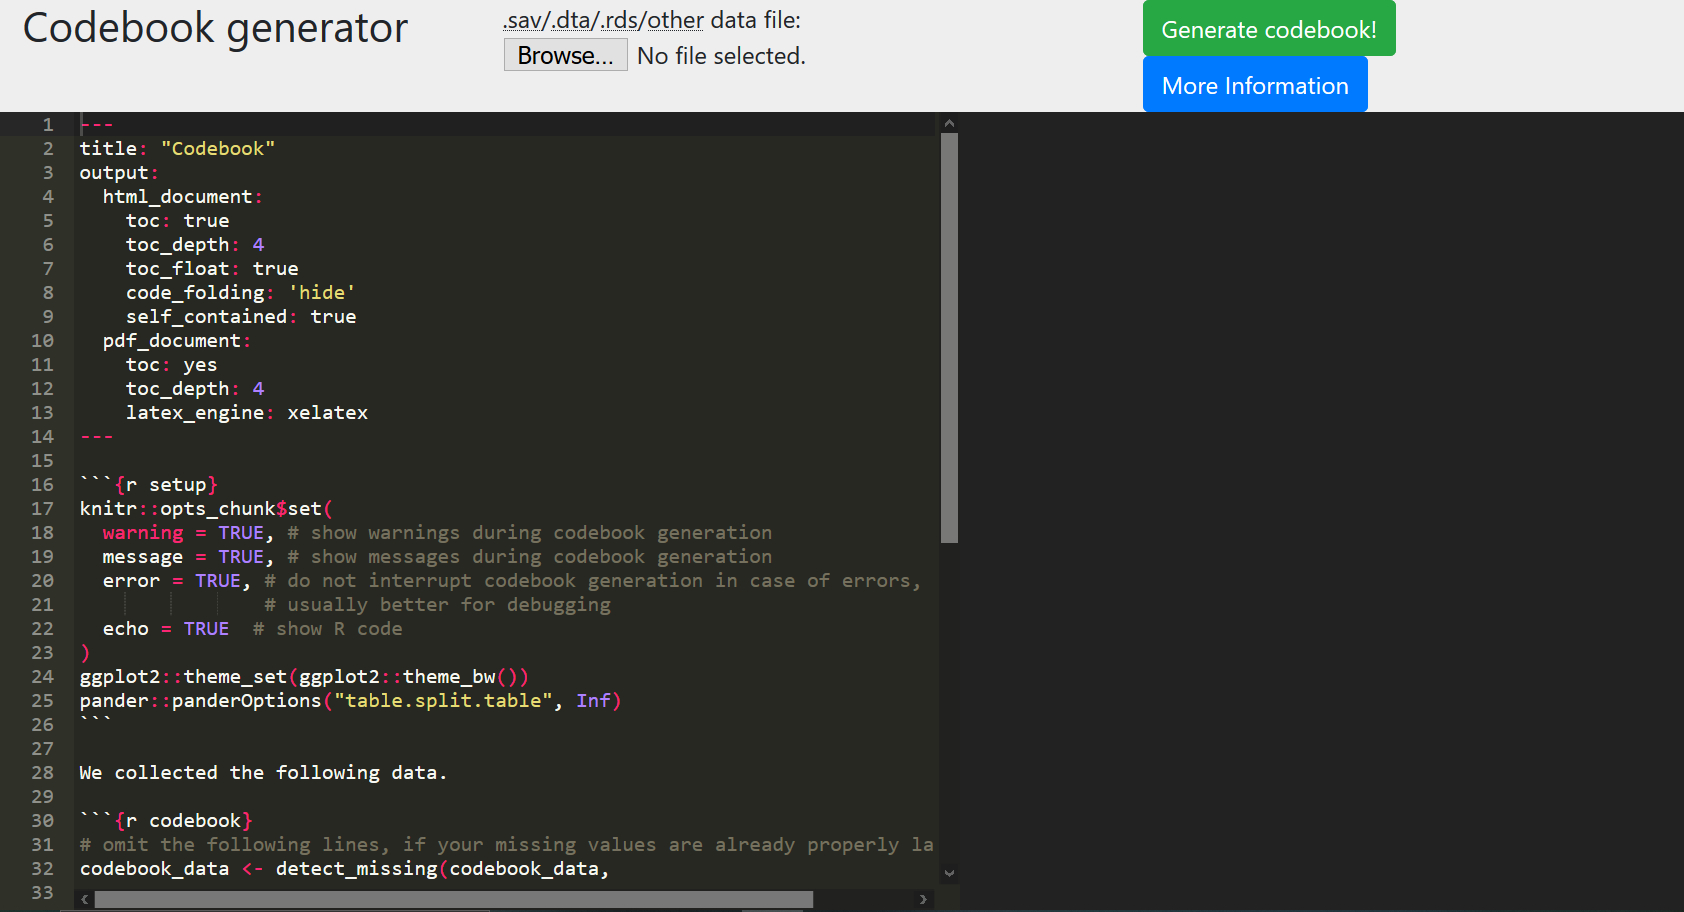 Codebook generator
.sav/.dta/.rds/other data file:
Browse... No file selected.
Generate codebook!
More Information
1 ---
2 title: "Codebook"
3 output:
4   html_document:
5     toc: true
6     toc_depth: 4
7     toc_float: true
8     code_folding: 'hide'
9     self_contained: true
10   pdf_document:
11     toc: yes
12     toc_depth: 4
13     latex_engine: xelatex
14 ---
15
16 ```{r setup}
17 knitr::opts_chunk$set(
18   warning = TRUE, # show warnings during codebook generation
19   message = TRUE, # show messages during codebook generation
20   error = TRUE, # do not interrupt codebook generation in case of errors,
21                 # usually better for debugging
22   echo = TRUE  # show R code
23 )
24 ggplot2::theme_set(ggplot2::theme_bw())
25 pander::panderOptions("table.split.table", Inf)
26 ```
27
28 We collected the following data.
29
30 ```{r codebook}
31 # omit the following lines, if your missing values are already properly la
32 codebook_data <- detect_missing(codebook_data,
33